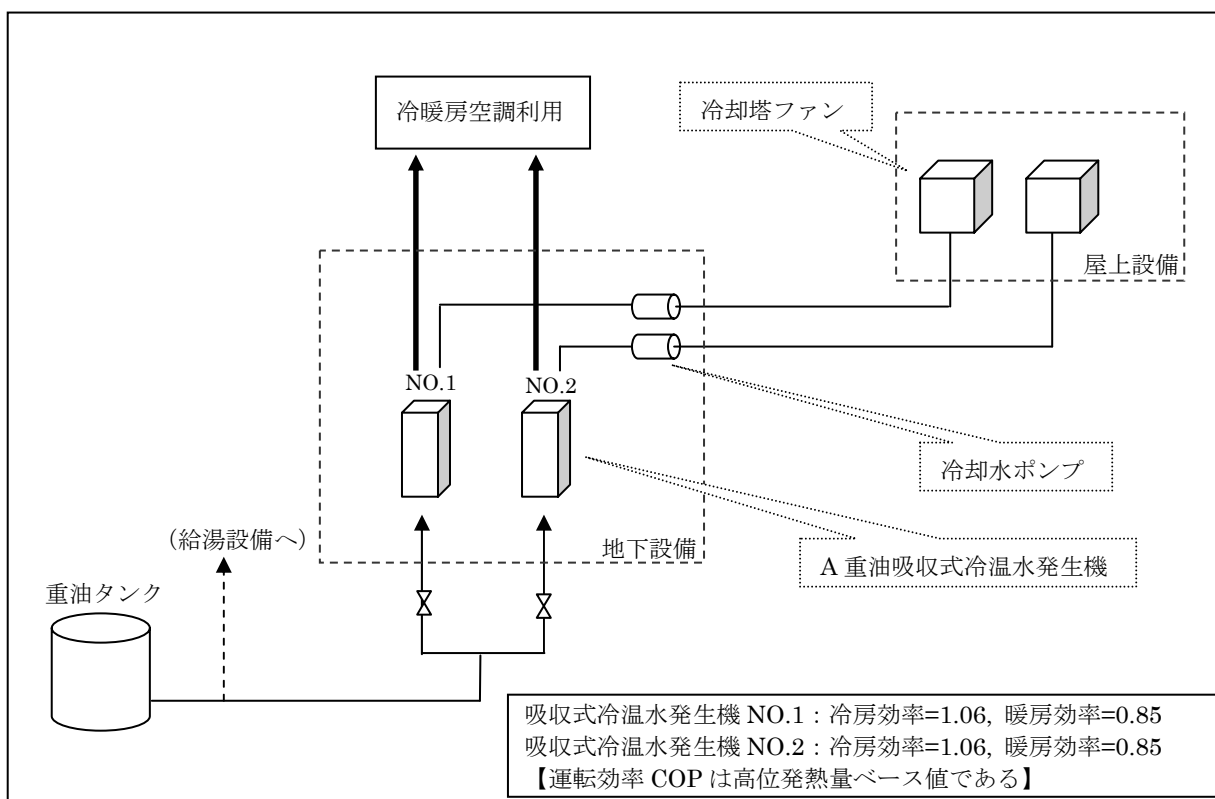 冷暖房空調利用
冷却塔ファン
屋上設備
NO.1
NO.2
冷却水ポンプ
(給湯設備へ)
地下設備
A 重油吸収式冷温水発生機
重油タンク
吸収式冷温水発生機 NO.1:冷房効率=1.06, 暖房効率=0.85
吸収式冷温水発生機 NO.2:冷房効率=1.06, 暖房効率=0.85
【運転効率 COP は高位発熱量ベース値である】